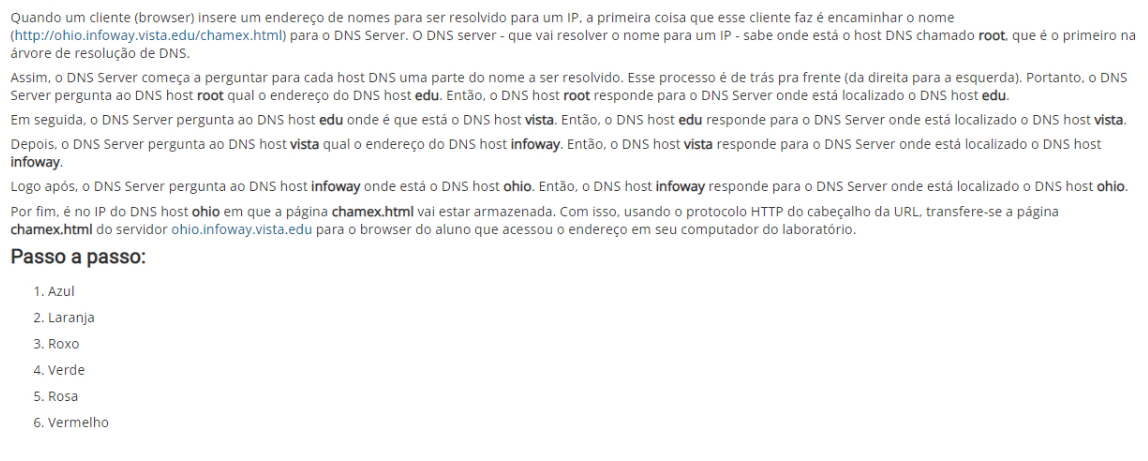 Quando um cliente (browser) insere um endereço de nomes para ser resolvido para um IP, a primeira coisa que esse cliente faz é encaminhar o nome
(http://ohio.infoway.vista.edu/chamex.html) para o DNS Server. O DNS server - que vai resolver o nome para um IP - sabe onde está o host DNS chamado root, que é o primeiro na
árvore de resolução de DNS.
Assim, o DNS Server começa a perguntar para cada host DNS uma parte do nome a ser resolvido. Esse processo é de trás pra frente (da direita para a esquerda). Portanto, o DNS
Server pergunta ao DNS host root qual o endereço do DNS host edu. Então, o DNS host root responde para o DNS Server onde está localizado o DNS host edu.
Em seguida, o DNS Server pergunta ao DNS host edu onde é que está o DNS host vista. Então, o DNS host edu responde para o DNS Server onde está localizado o DNS host vista.
Depois, o DNS Server pergunta ao DNS host vista qual o endereço do DNS host infoway. Então, o DNS host vista responde para o DNS Server onde está localizado o DNS host
infoway.
Logo após, o DNS Server pergunta ao DNS host infoway onde está o DNS host ohio. Então, o DNS host infoway responde para o DNS Server onde está localizado o DNS host ohio.
Por fim, é no IP do DNS host ohio em que a página chamex.html vai estar armazenada. Com isso, usando o protocolo HTTP do cabeçalho da URL, transfere-se a página
chamex.html do servidor ohio.infoway.vista.edu para o browser do aluno que acessou o endereço em seu computador do laboratório.
Passo a passo:
1. Azul
2. Laranja
3. Roxo
4. Verde
5. Rosa
6. Vermelho